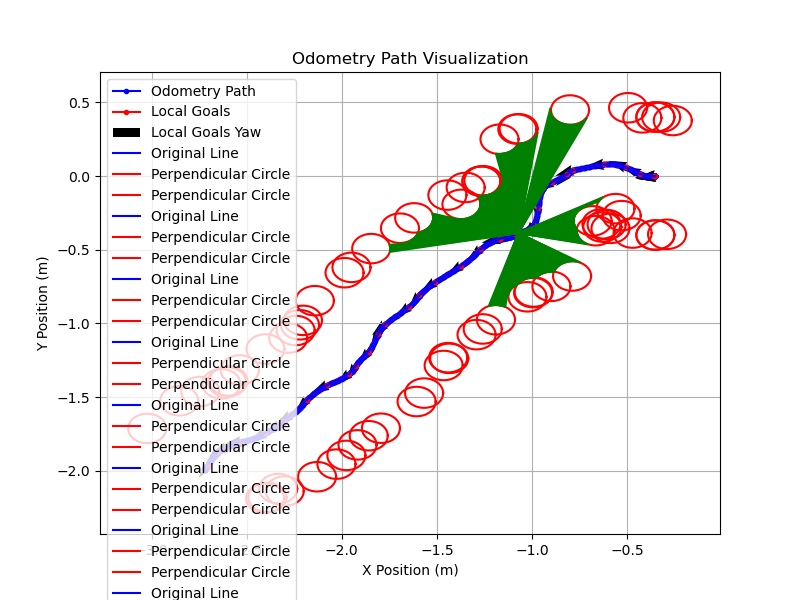 Odometry Path Visualization
Odometry Path
Local Goals
Local Goals Yaw
Original Line
Perpendicular Circle
Perpendicular Circle
Original Line
Perpendicular Circle
Perpendicular Circle
Original Line
Perpendicular Circle
Perpendicular Circle
Original Line
Perpendicular Circle
Perpendicular Circle
Original Line
Perpendicular Circle
Perpendicular Circle
Original Line
Perpendicular Circle
Perpendicular Circle
Original Line
Perpendicular Circle
Perpendicular Circle
Original Line
0.5
0.0
−0.5
−1.0
−1.5
−2.0
Y Position (m)
−2.0 −1.5 −1.0 −0.5
X Position (m)